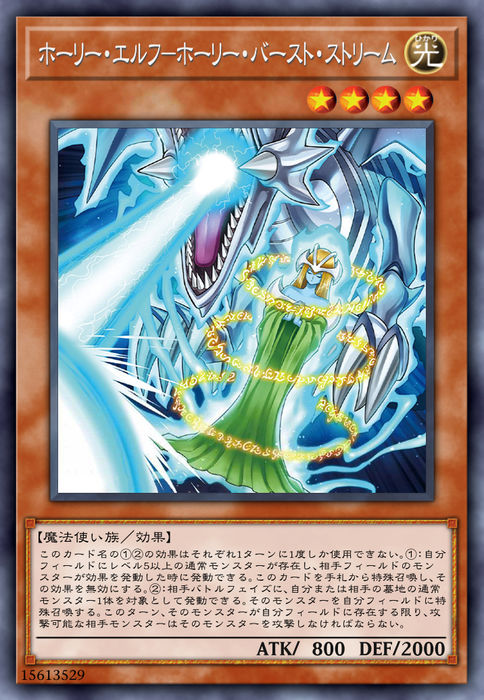 ホーリー・エルフーホーリー・バースト・ストリーム
ひかり
光
【魔法使い族／効果】
このカード名の①②の効果はそれぞれ1ターンに1度しか使用できない。①：自分
フィールドにレベル5以上の通常モンスターが存在し、相手フィールドのモン
スターが効果を発動した時に発動できる。このカードを手札から特殊召喚し、そ
の効果を無効にする。②：相手バトルフェイズに、自分または相手の墓地の通常
モンスター1体を対象として発動できる。そのモンスターを自分フィールドに特
殊召喚する。このターン、そのモンスターが自分フィールドに存在する限り、攻
撃可能な相手モンスターはそのモンスターを攻撃しなければならない。
ATK/ 800 DEF/2000
15613529